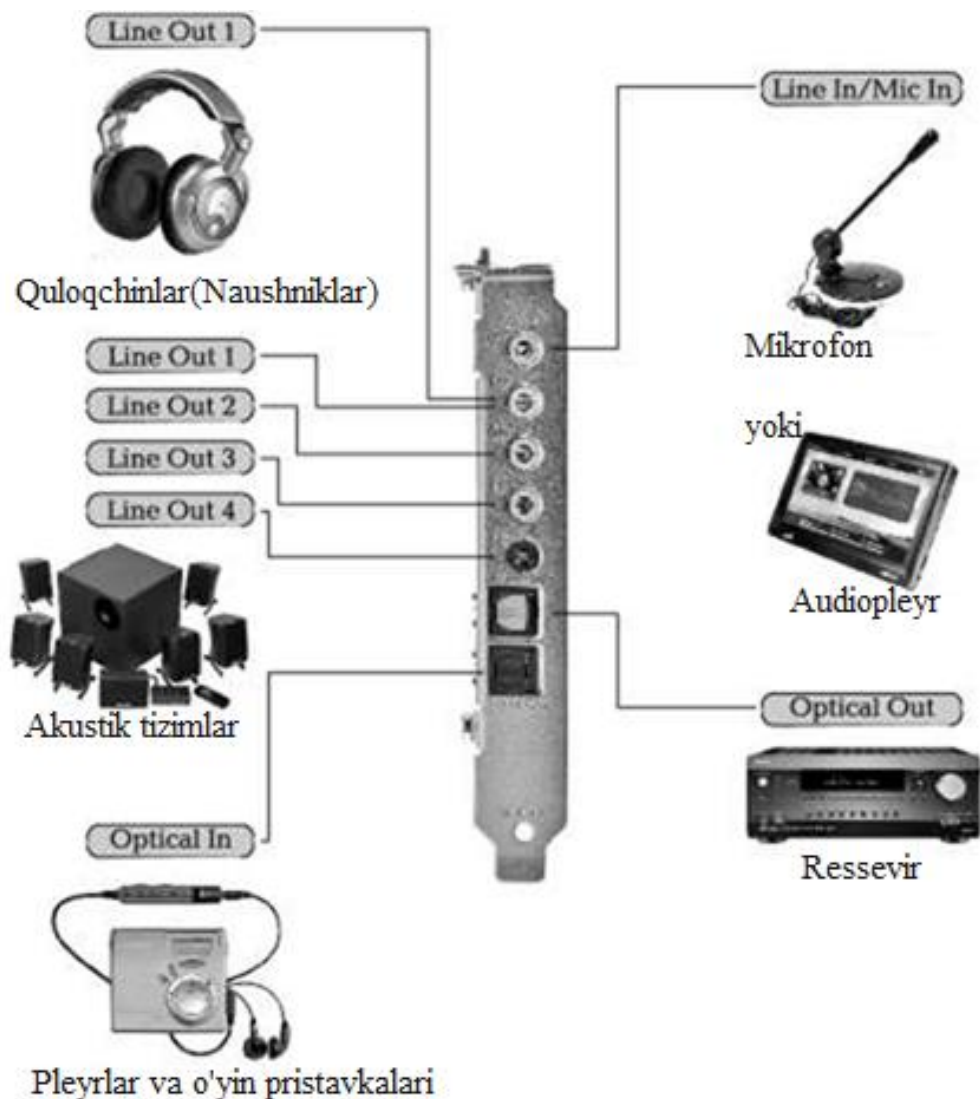 Line Out 1
Quloqchinlar(Naushniklar)
Line Out 1
Line Out 2
Line Out 3
Line Out 4
Akustik tizimlar
Optical In
Pleyrlar va o'yin pristavkalari
Line In/Mic In
Mikrofon
yoki
Audiopleyr
Optical Out
Ressevir